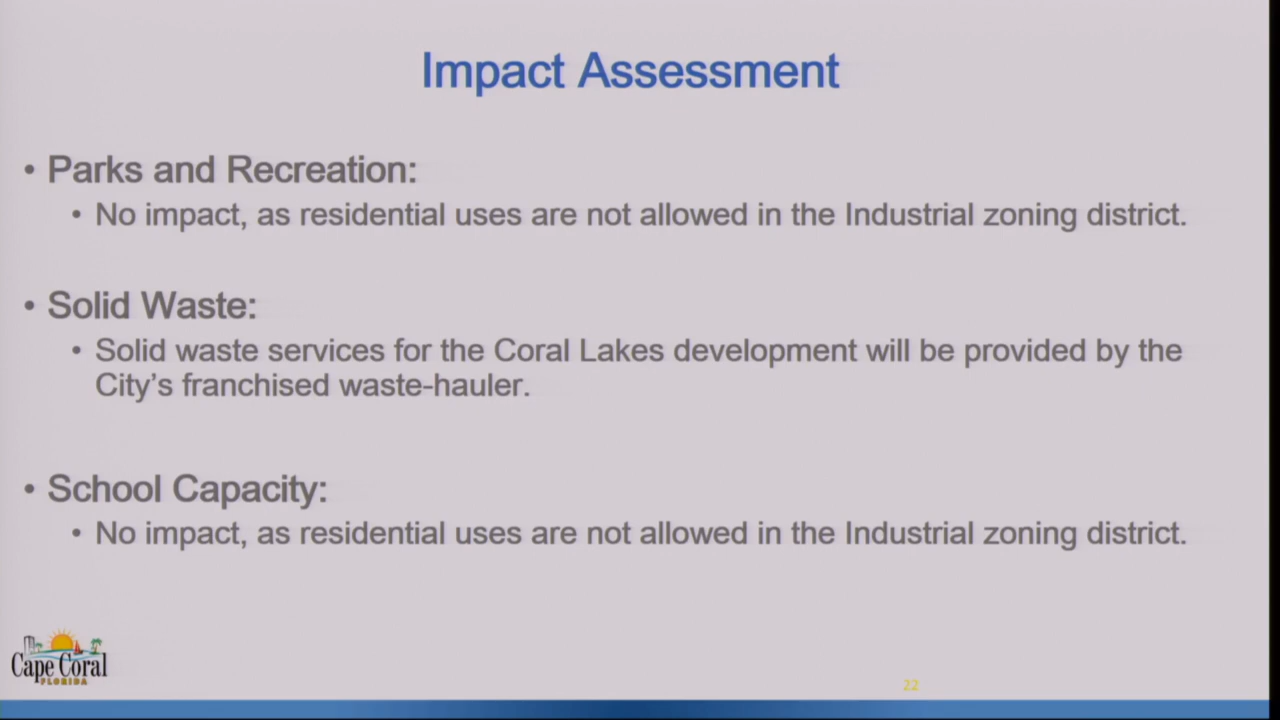 Impact Assessment
• Parks and Recreation:
• No impact, as residential uses are not allowed in the Industrial zoning district.
• Solid Waste:
• Solid waste services for the Coral Lakes development will be provided by the
City’s franchised waste-hauler.
• School Capacity:
• No impact, as residential uses are not allowed in the Industrial zoning district.
Cape Coral
FLORIDA
22